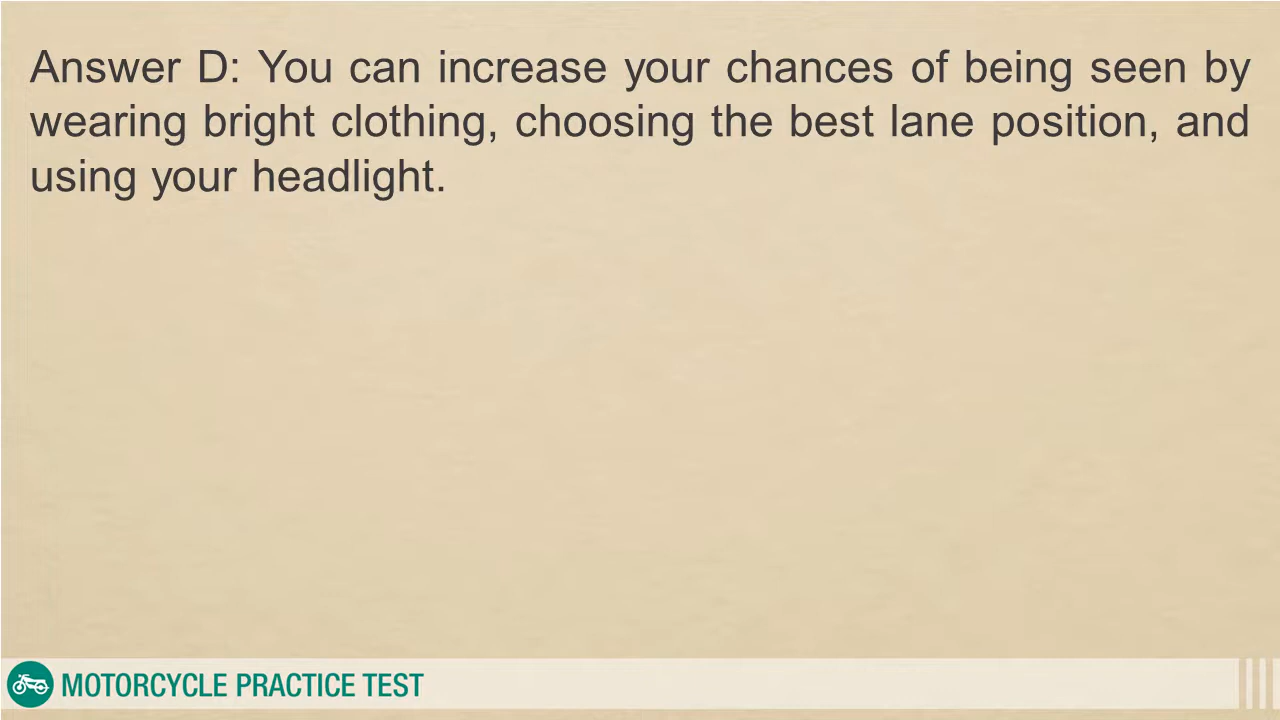 Answer D: You can increase your chances of being seen by
wearing bright clothing, choosing the best lane position, and
using your headlight.
MOTORCYCLE PRACTICE TEST